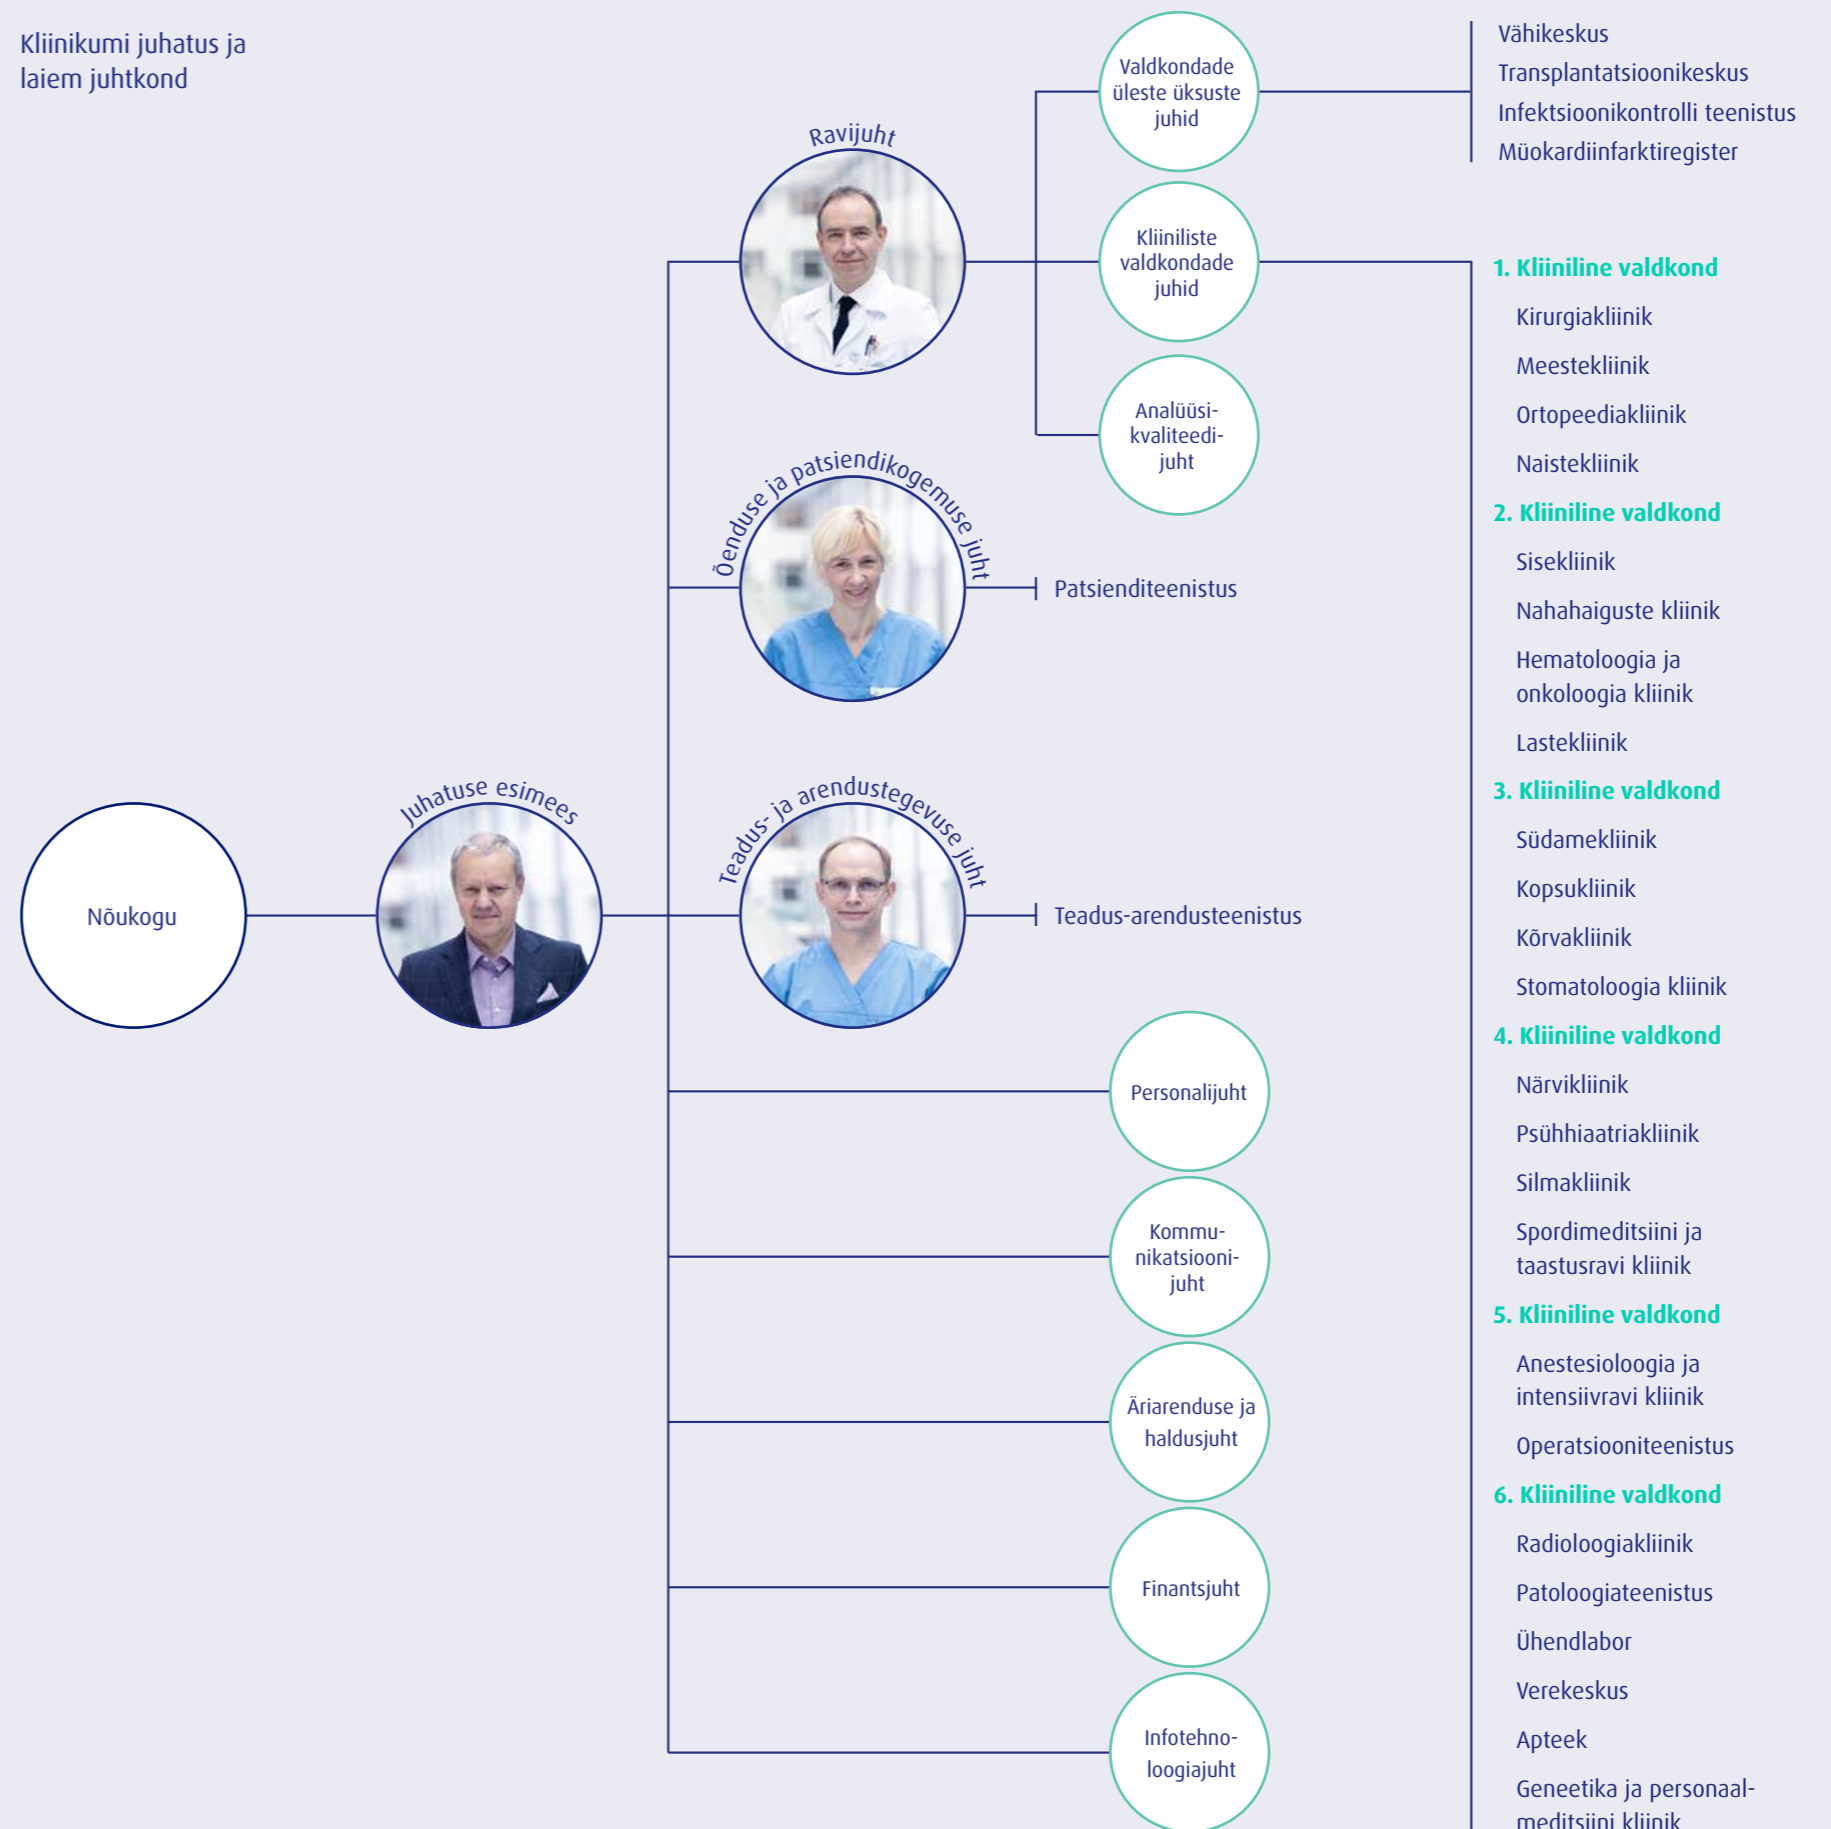 Kliinikumi juhatus ja
laiem juhtkond
Nõukogu
Juhatuse esimees
Ravijuht
Õenduse ja patsiendikogemuse juht
Patsienditeenistus
Teadus- ja arendustegevuse juht
Teadus-arendusteenistus
Valdkondade
üleste üksuste
juhid
Kliiniliste
valdkondade
juhid
Analüüsi-
kvaliteedi-
juht
Personalijuht
Kommu-
nikatsiooni-
juht
Äriarenduse ja
haldusjuht
Finantsjuht
Infotehno-
loogiajuht
Vähikeskus
Transplantatsioonikeskus
Infektsioonikontrolli teenistus
Müokardiinfarktiregister
1. Kliiniline valdkond
Kirurgiakliinik
Meestekliinik
Ortopeediakliinik
Naistekliinik
2. Kliiniline valdkond
Sisekliinik
Nahahaiguste kliinik
Hematoloogia ja
onkoloogia kliinik
Lastekliinik
3. Kliiniline valdkond
Südamekliinik
Kopsukliinik
Kõrvakliinik
Stomatoloogia kliinik
4. Kliiniline valdkond
Närvikliinik
Psühhiaatriakliinik
Silmakliinik
Spordimeditsiini ja
taastusravi kliinik
5. Kliiniline valdkond
Anestesioloogia ja
intensiivravi kliinik
Operatsiooniteenistus
6. Kliiniline valdkond
Radioloogiakliinik
Patoloogiateenistus
Ühendlabor
Verekeskus
Apteek
Geneetika ja personaal-
meditsiini kliinik